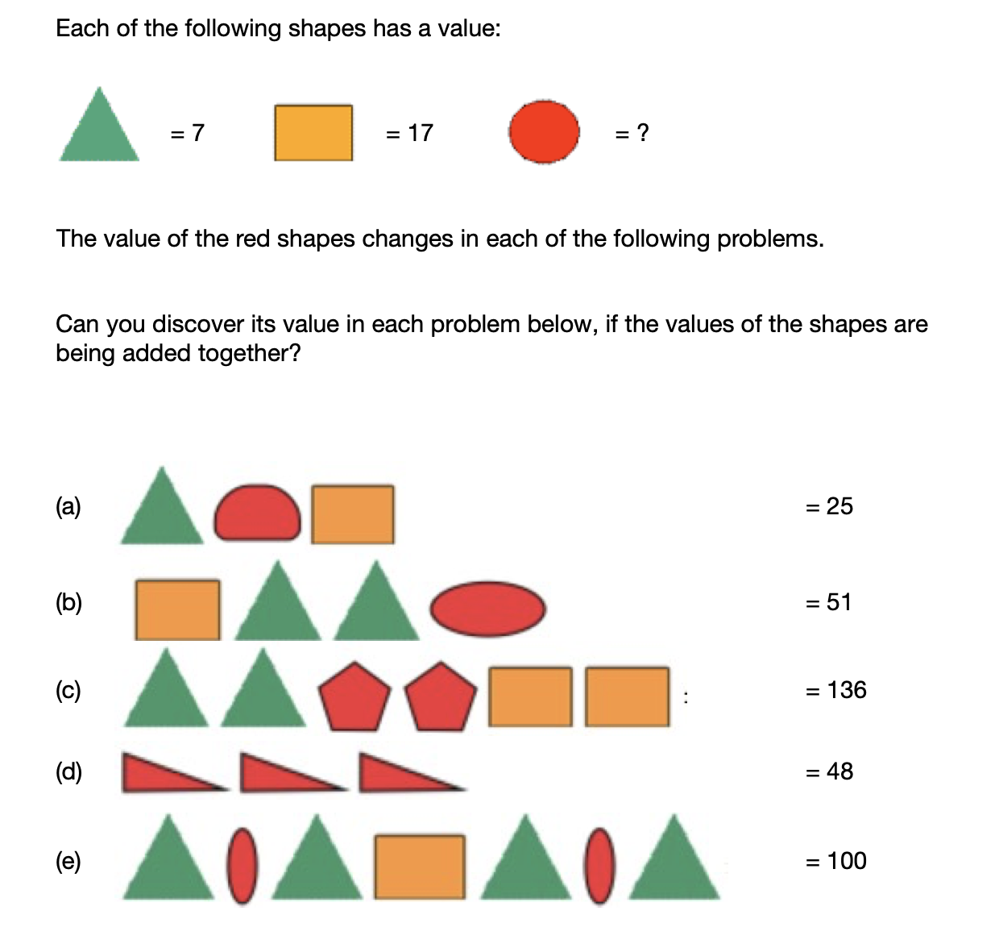 Each of the following shapes has a value:
= 7 = 17 = ?
The value of the red shapes changes in each of the following problems.
Can you discover its value in each problem below, if the values of the shapes are
being added together?
(a) = 25
(b) = 51
(c) : = 136
(d) = 48
(e) = 100